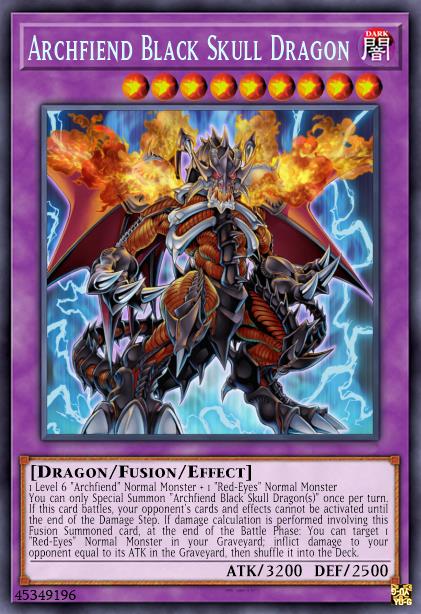 ARCHFIEND BLACK SKULL DRAGON
DARK
闇
[DRAGON/FUSION/EFFECT]
1 Level 6 "Archfiend" Normal Monster + 1 "Red-Eyes" Normal Monster
You can only Special Summon "Archfiend Black Skull Dragon(s)" once per turn.
If this card battles, your opponent's cards and effects cannot be activated until
the end of the Damage Step. If damage calculation is performed involving this
Fusion Summoned card, at the end of the Battle Phase: You can target 1
"Red-Eyes" Normal Monster in your Graveyard; inflict damage to your
opponent equal to its ATK in the Graveyard, then shuffle it into the Deck.
ATK/3200 DEF/2500
45349196